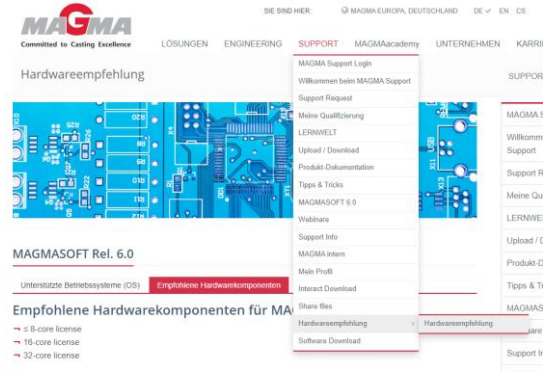 MAGMA
Committed to Casting Excellence
SIE SIND HIER:
MAGMA EUROPA, DEUTSCHLAND
DE
EN
CS
LÖSUNGEN
ENGINEERING
SUPPORT
MAGMAacademy
UNTERNEHMEN
Hardwareempfehlung
MAGMA Support Login
Willkommen beim MAGMA Support
Support Request
Meine Qualifizierung
LERNWELT
Upload / Download
Produkt-Dokumentation
Tipps & Tricks
MAGMASOFT 6.0
Webinare
Support Info
MAGMA intern
Mein Profil
Interact Download
Share files
Hardwareempfehlung
Hardwareempfehlung
Software Download
MAGMASOFT Rel. 6.0
Unterstützte Betriebssysteme (OS)
Empfohlene Hardwarekomponenten
Empfohlene Hardwarekomponenten für MA
≤ 8-core license
16-core license
32-core license
SUPPOR
MAGMA S
Willkomm
Support
Support R
Meine Qu
LERNWEL
Upload / D
Produkt-D
Tipps & Tr
MAGMAS
Support In